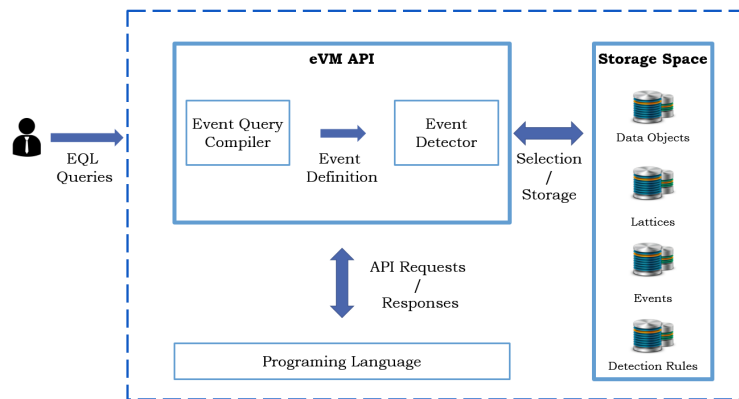 eVM API
Event Query
Compiler
Event
Definition
Event
Detector
EQL
Queries
Selection
/
Storage
Storage Space
Data Objects
Lattices
Events
Detection Rules
API Requests
/
Responses
Programing Language